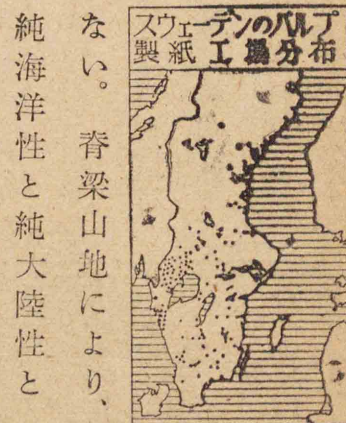 スウェーデンのパルプ
製紙工場分布
ない。脊梁山地により、
純海洋性と純大陸性と